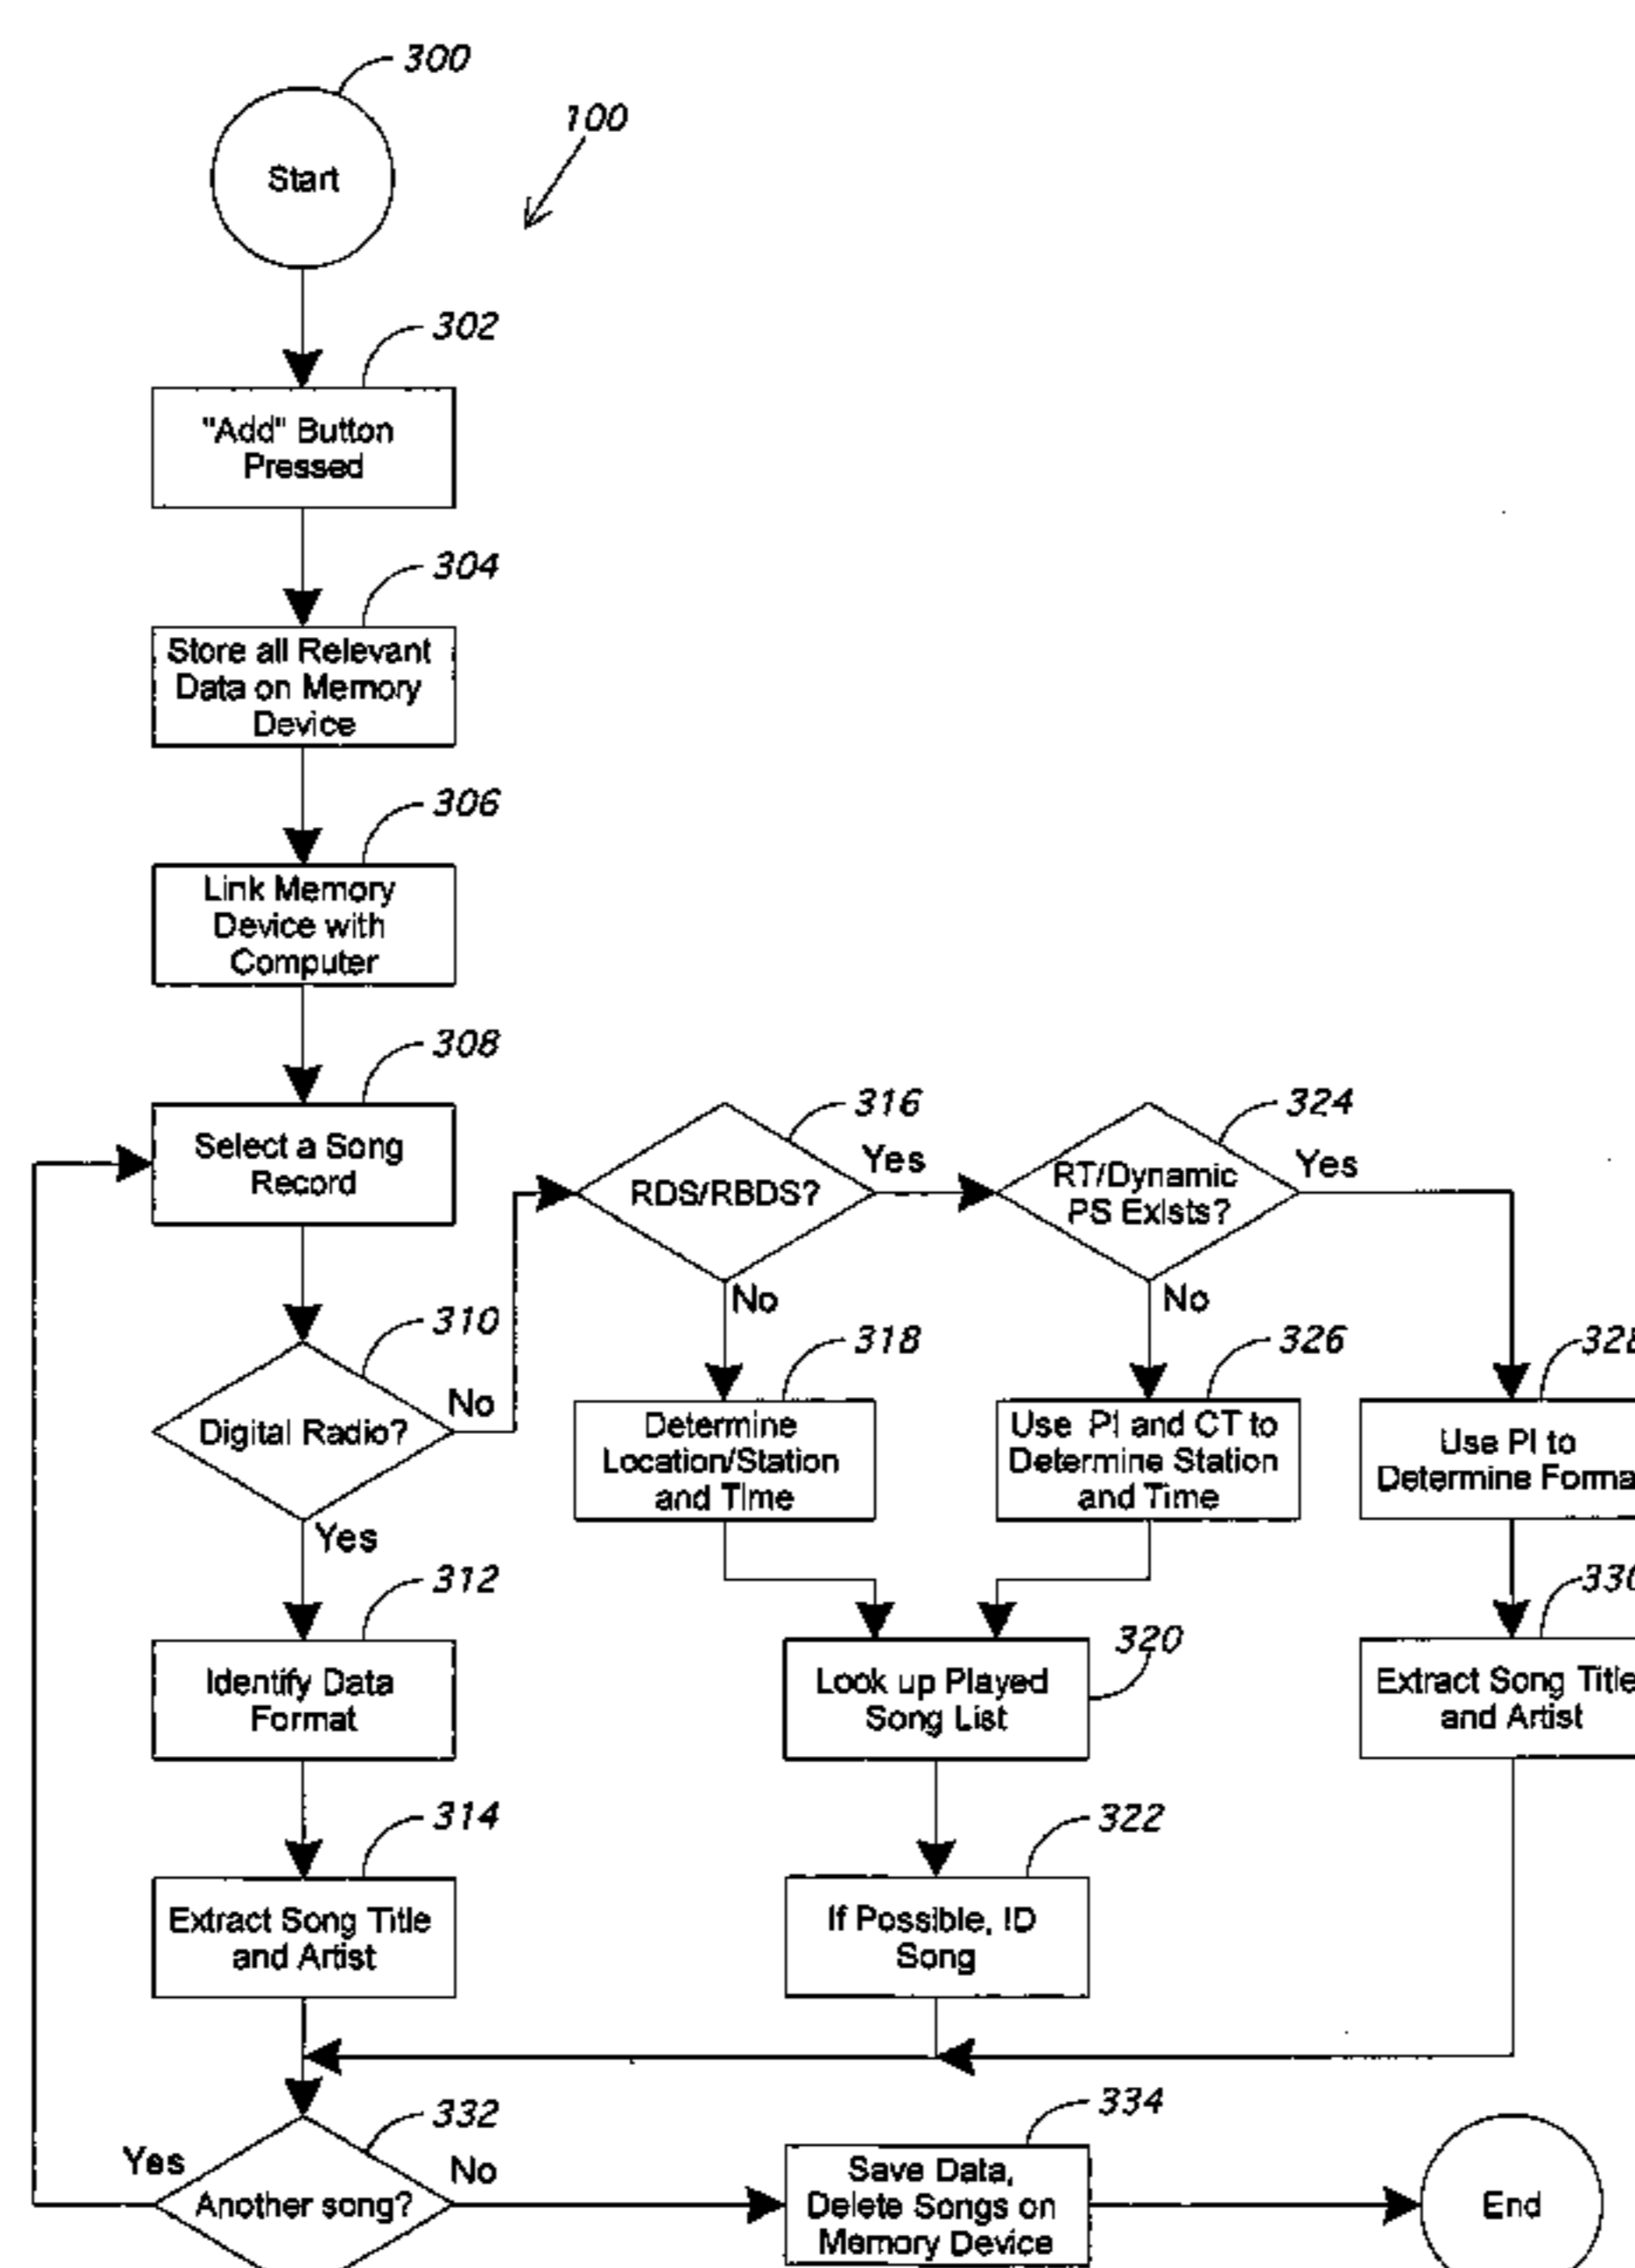 300
100
Start
302
"Add" Button
Pressed
304
Store all Relevant
Data on Memory
Device
306
Link Memory
Device with
Computer
308
Select a Song
Record
316
RDS/RBDS?
Yes
No
324
RT/Dynamic
PS Exists?
Yes
No
310
Digital Radio?
No
Yes
318
Determine
Location/Station
and Time
326
Use PI and CT to
Determine Station
and Time
Use PI to
Determine
312
Identify Data
Format
320
Look up Played
Song List
Extract Song Title
and Artist
314
Extract Song Title
and Artist
322
If Possible, ID
Song
332
Another song?
Yes
No
334
Save Data,
Delete Songs on
Memory Device
End